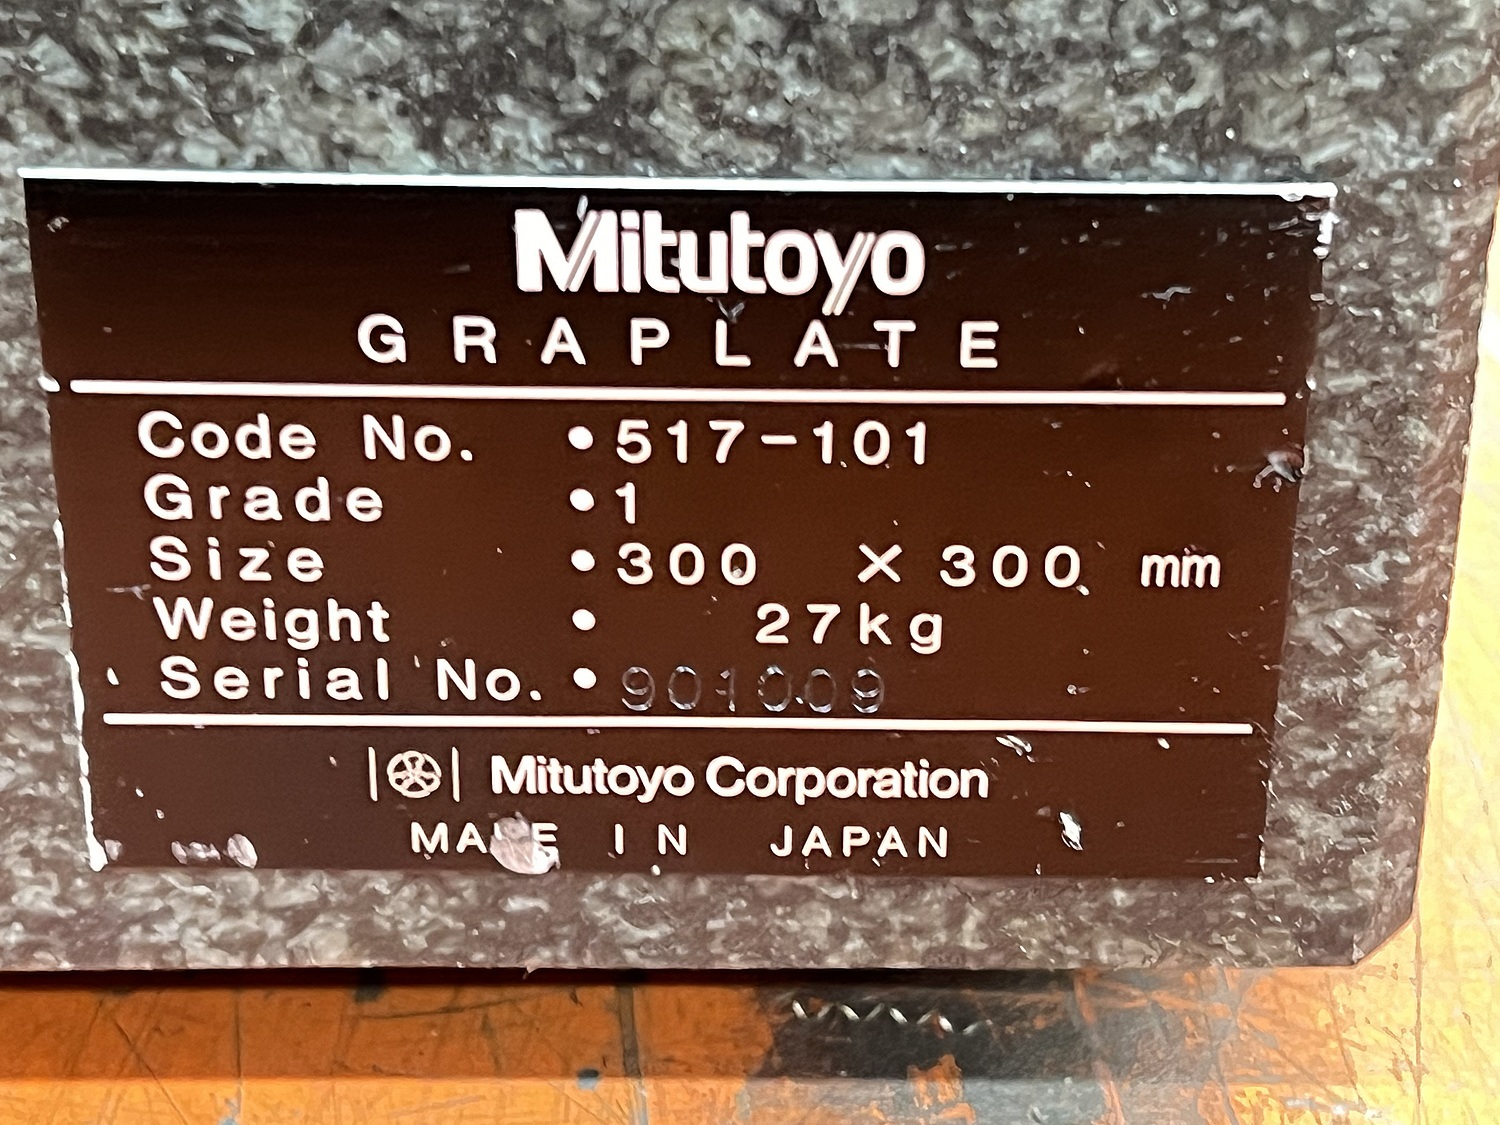 Mitutoyo
GRAPLATE
Code No. • 517-101
Grade • 1
Size • 300 × 300 mm
Weight • 27kg
Serial No. • 901009
Mitutoyo Corporation
MADE IN JAPAN